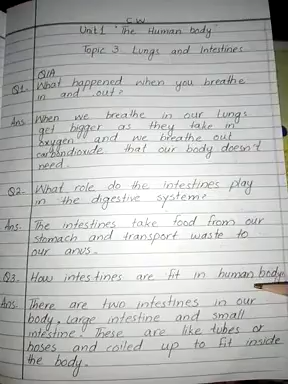 C.W
Unit 1 "The Human body"
Topic 3 Lungs and Intestines
Q/A
Q1. What happened when you breathe
in and out?
Ans. When we breathe in our lungs
get bigger as they take in
oxygen and we breathe out
carbondioxide that our body doesn't
need.
Q2- What role do the intestines play
in the digestive system?
Ans: The intestines take food from our
stomach and transport waste to
our anus.
Q3. How intestines are fit in human body
Ans: There are two intestines in our
body. Large intestine and small
intestine. These are like tubes or
hoses and coiled up to fit inside
the body.